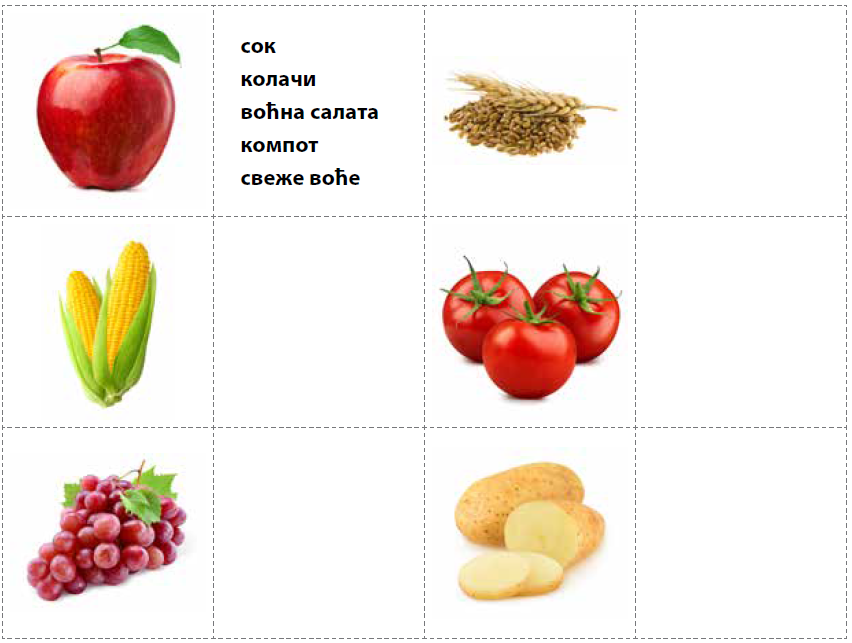 сок
колачи
воћна салата
компот
свеже воће